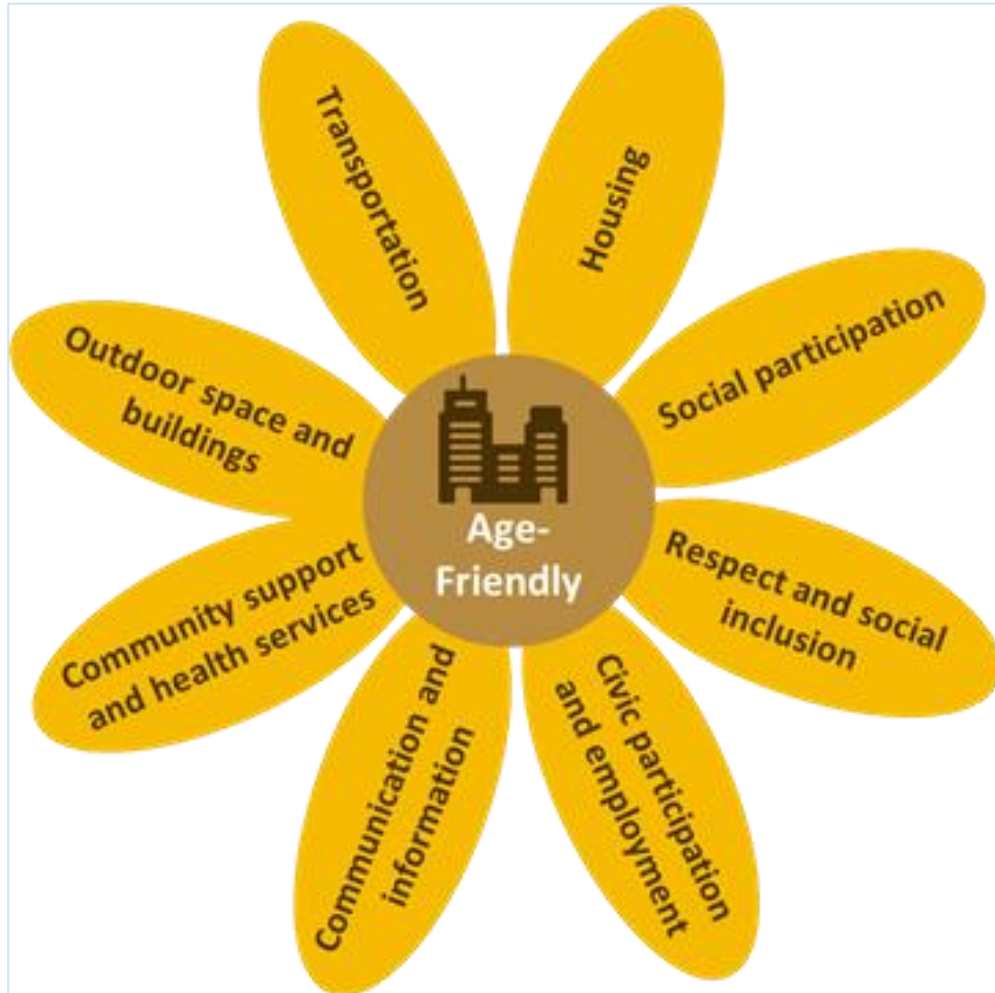 Transportation
Housing
Social participation
Respect and social
inclusion
Civic participation
and employment
Communication and
information
Community support
and health services
Outdoor space and
buildings
Age-
Friendly